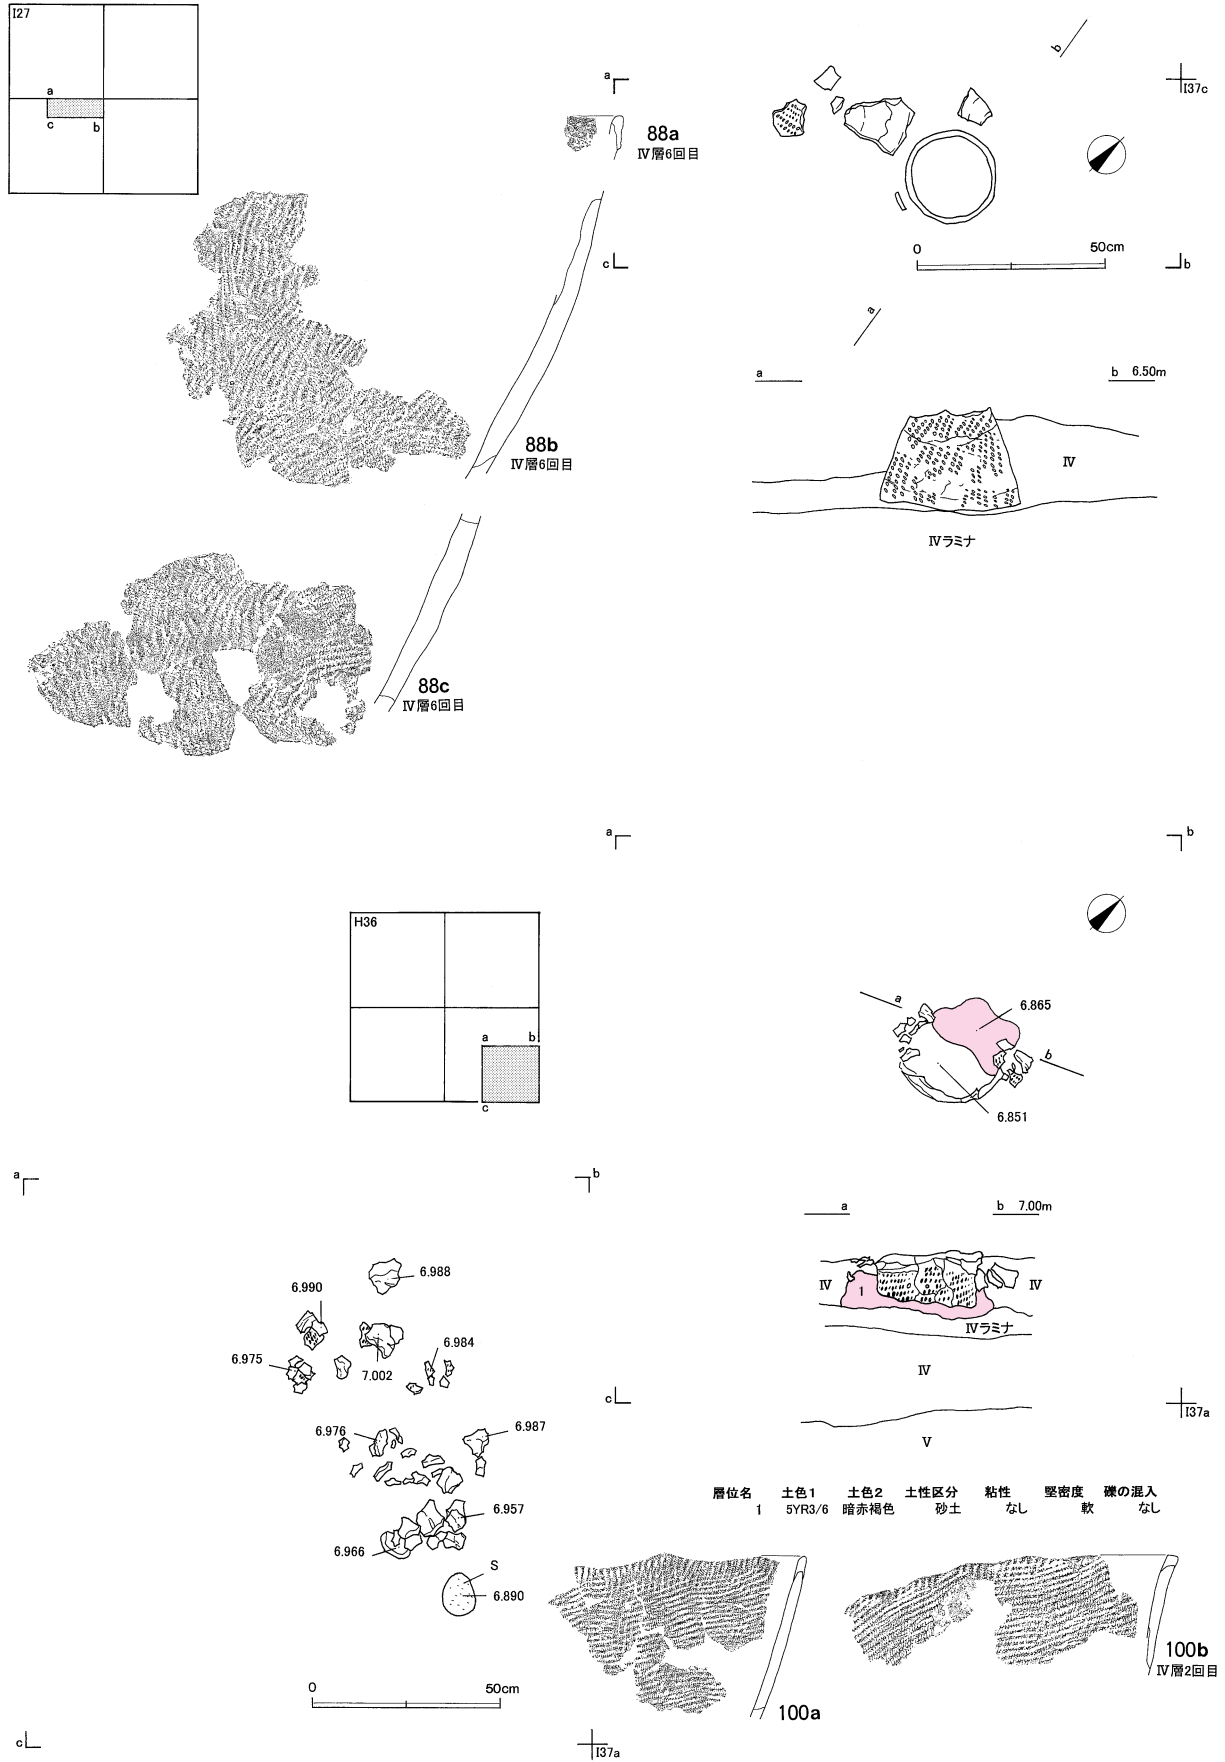 I27
a
c
b
88a
Ⅳ層6回目
88b
Ⅳ層6回目
88c
Ⅳ層6回目
a
I37c
b
c
b
0 50cm
a
a
b 6.50m
Ⅳ
Ⅳラミナ
H36
a b
c
a
b
a
6.865
b
6.851
a
b 7.00m
Ⅳ
1
Ⅳ
Ⅳラミナ
Ⅳ
Ⅴ
c
I37a
a
b
6.988
6.990
6.984
6.975
7.002
6.976
6.987
6.957
6.966
S
6.890
0 50cm
c
I37a
層位名 土色1 土色2 土性区分 粘性 堅密度 礫の混入
1 5YR3/6 暗赤褐色 砂土 なし 軟 なし
100a
100b
Ⅳ層2回目